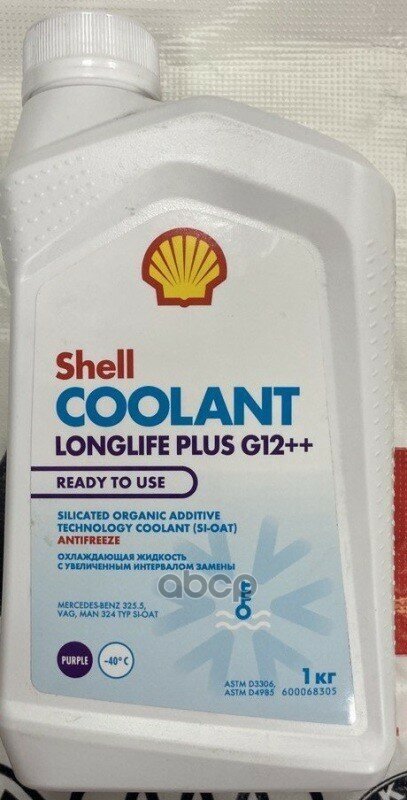 Shell
COOLANT
LONGLIFE PLUS G12++
READY TO USE
SILICATED ORGANIC ADDITIVE
TECHNOLOGY COOLANT (SI-OAT)
ANTIFREEZE
ОХЛАЖДАЮЩАЯ ЖИДКОСТЬ
С УВЕЛИЧЕННЫМ ИНТЕРВАЛОМ ЗАМЕНЫ
abcp
MERCEDES-BENZ 325.5,
VAG, MAN 324 ТУР SI-OAT
PURPLE
-40° C
1 КГ
ASTM D3306,
ASTM D4985 600068305
K